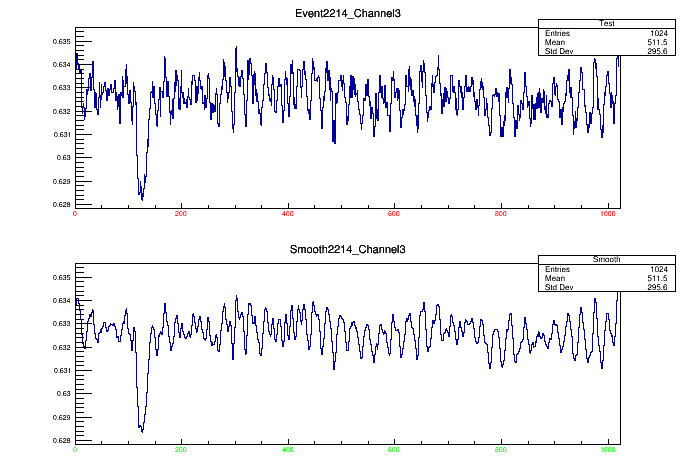 Event2214_Channel3
Test
Entries 1024
Mean 511.5
Std Dev 295.6
0.635
0.634
0.633
0.632
0.631
0.63
0.629
0.628
0 200 400 600 800 1000
Smooth2214_Channel3
Smooth
Entries 1024
Mean 511.5
Std Dev 295.6
0.635
0.634
0.633
0.632
0.631
0.63
0.629
0.628
0 200 400 600 800 1000